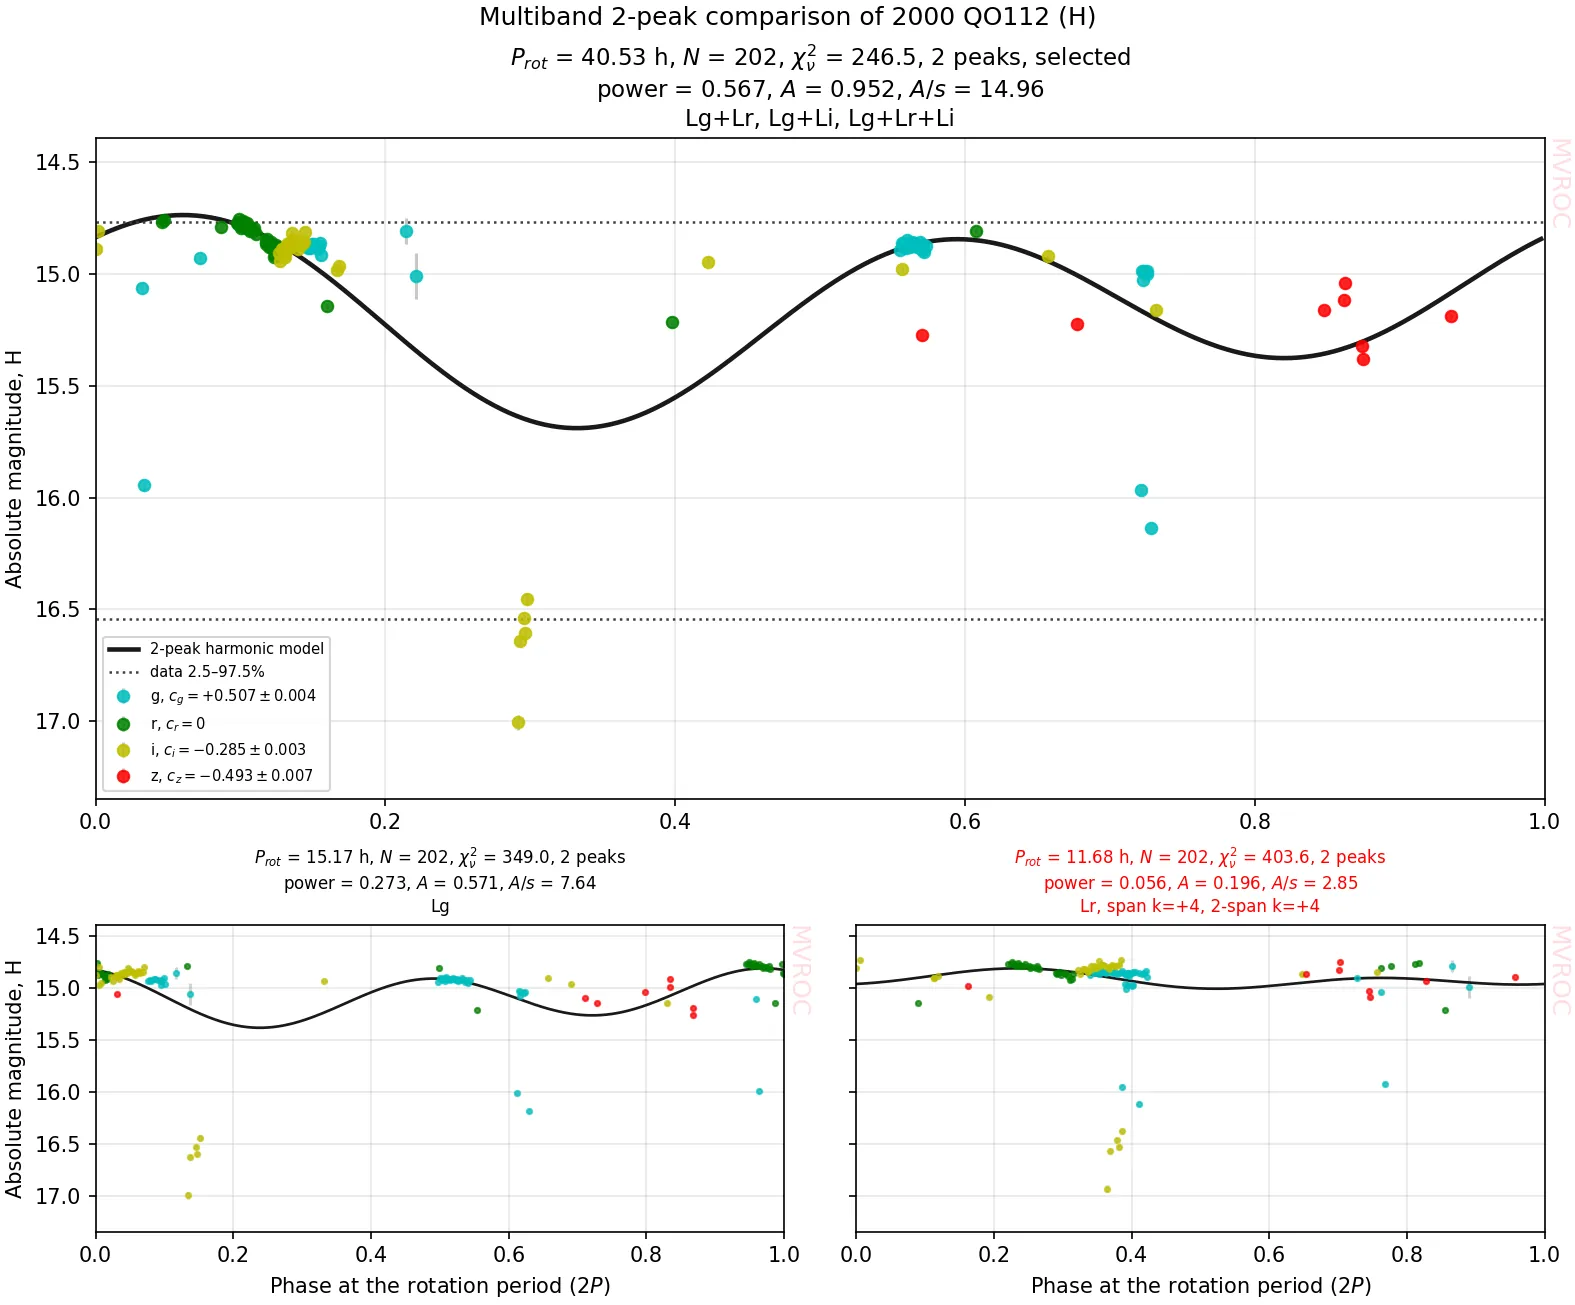 Multiband 2-peak comparison of 2000 QO112 (H)
P_rot = 40.53 h, N = 202, χ²_ν = 246.5, 2 peaks, selected
power = 0.567, A = 0.952, A/s = 14.96
Lg+Lr, Lg+Li, Lg+Lr+Li
MVROC
Absolute magnitude, H
14.5
15.0
15.5
16.0
16.5
17.0
2-peak harmonic model
data 2.5–97.5%
g, c_g = +0.507 ± 0.004
r, c_r = 0
i, c_i = −0.285 ± 0.003
z, c_z = −0.493 ± 0.007
0.0 0.2 0.4 0.6 0.8 1.0
P_rot = 15.17 h, N = 202, χ²_ν = 349.0, 2 peaks
power = 0.273, A = 0.571, A/s = 7.64
Lg
MVROC
Absolute magnitude, H
14.5
15.0
15.5
16.0
16.5
17.0
0.0 0.2 0.4 0.6 0.8 1.0
Phase at the rotation period (2P)
P_rot = 11.68 h, N = 202, χ²_ν = 403.6, 2 peaks
power = 0.056, A = 0.196, A/s = 2.85
Lr, span k=+4, 2-span k=+4
MVROC
0.0 0.2 0.4 0.6 0.8 1.0
Phase at the rotation period (2P)